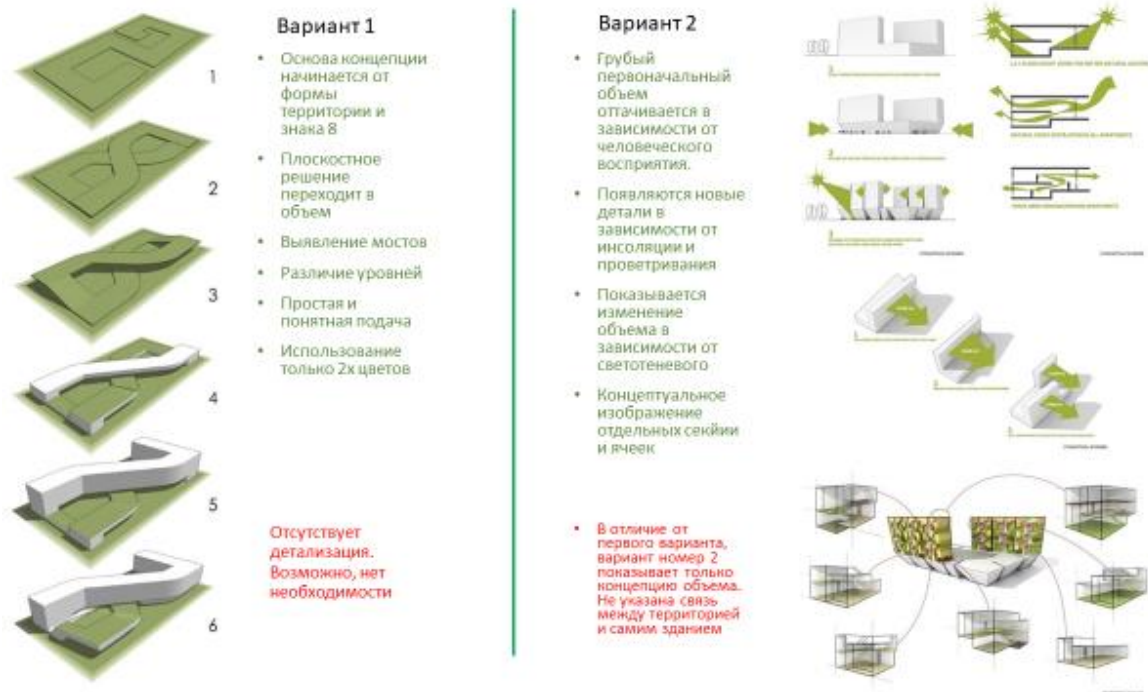 1
2
3
4
5
6
Вариант 1
• Основа концепции
начинается от
формы
территории и
знака 8
• Плоскостное
решение
переходит в
объем
• Выявление мостов
• Различие уровней
• Простая и
понятная подача
• Использование
только 2х цветов
Отсутствует
детализация.
Возможно, нет
необходимости
Вариант 2
• Грубый
первоначальный
объем
оттачивается в
зависимости от
человеческого
восприятия.
• Появляются новые
детали в
зависимости от
инсоляции и
проветривания
• Показывается
изменение
объема в
зависимости от
светотеневого
• Концептуальное
изображение
отдельных секйии
и ячеек
• В отличие от
первого варианта,
вариант номер 2
показывает только
концепцию объема.
Не указана связь
между территорией
и самим зданием